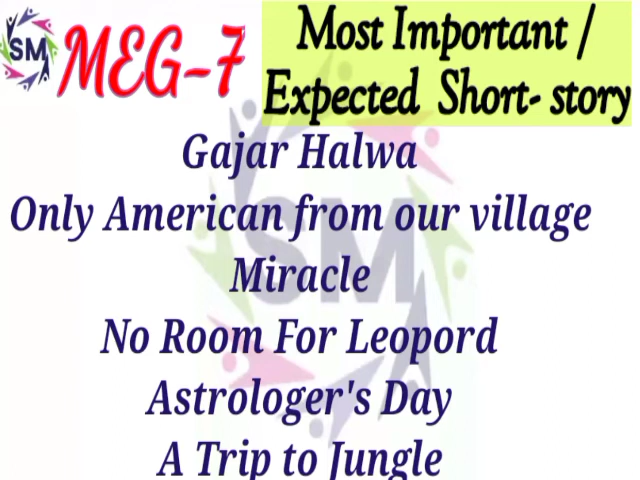 SM
MEG-7
Most Important /
Expected Short- story
Gajar Halwa
Only American from our village
Miracle
No Room For Leopord
Astrologer's Day
A Trip to Jungle
SM